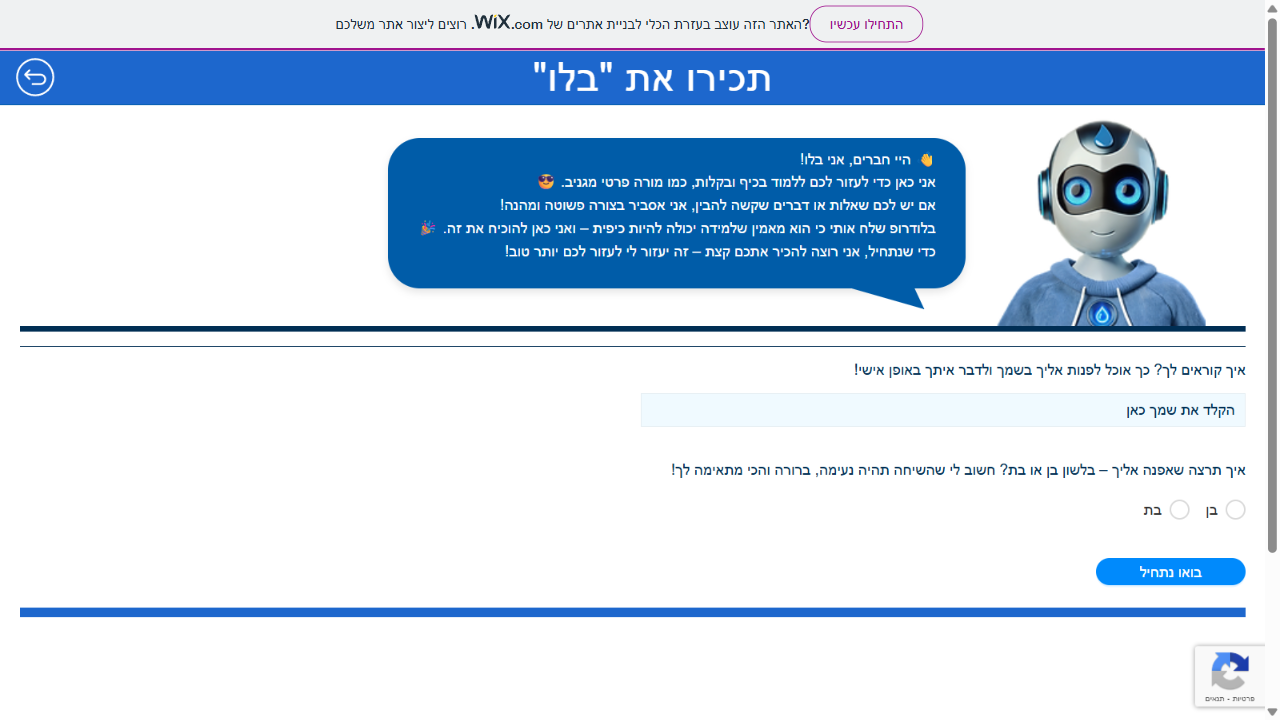 האתר הזה עוצב בעזרת הכלי לבניית אתרים של WiX.com. רוצים ליצור אתר משלכם?
התחילו עכשיו
תכירו את "בלו"
👋 היי חברים, אני בלו!
אני כאן כדי לעזור לכם ללמוד בכיף ובקלות, כמו מורה פרטי מגניב. 😎
אם יש לכם שאלות או דברים שקשה להבין, אני אסביר בצורה פשוטה ומהנה!
בלודרופ שלח אותי כי הוא מאמין שלמידה יכולה להיות כיפית – ואני כאן להוכיח את זה. 🎉
כדי שנתחיל, אני רוצה להכיר אתכם קצת – זה יעזור לי לעזור לכם יותר טוב!
איך קוראים לך? כך אוכל לפנות אליך בשמך ולדבר איתך באופן אישי!
הקלד את שמך כאן
איך תרצה שאפנה אליך – בלשון בן או בת? חשוב לי שהשיחה תהיה נעימה, ברורה והכי מתאימה לך!
בן
בת
בואו נתחיל
פרטיות - תנאים